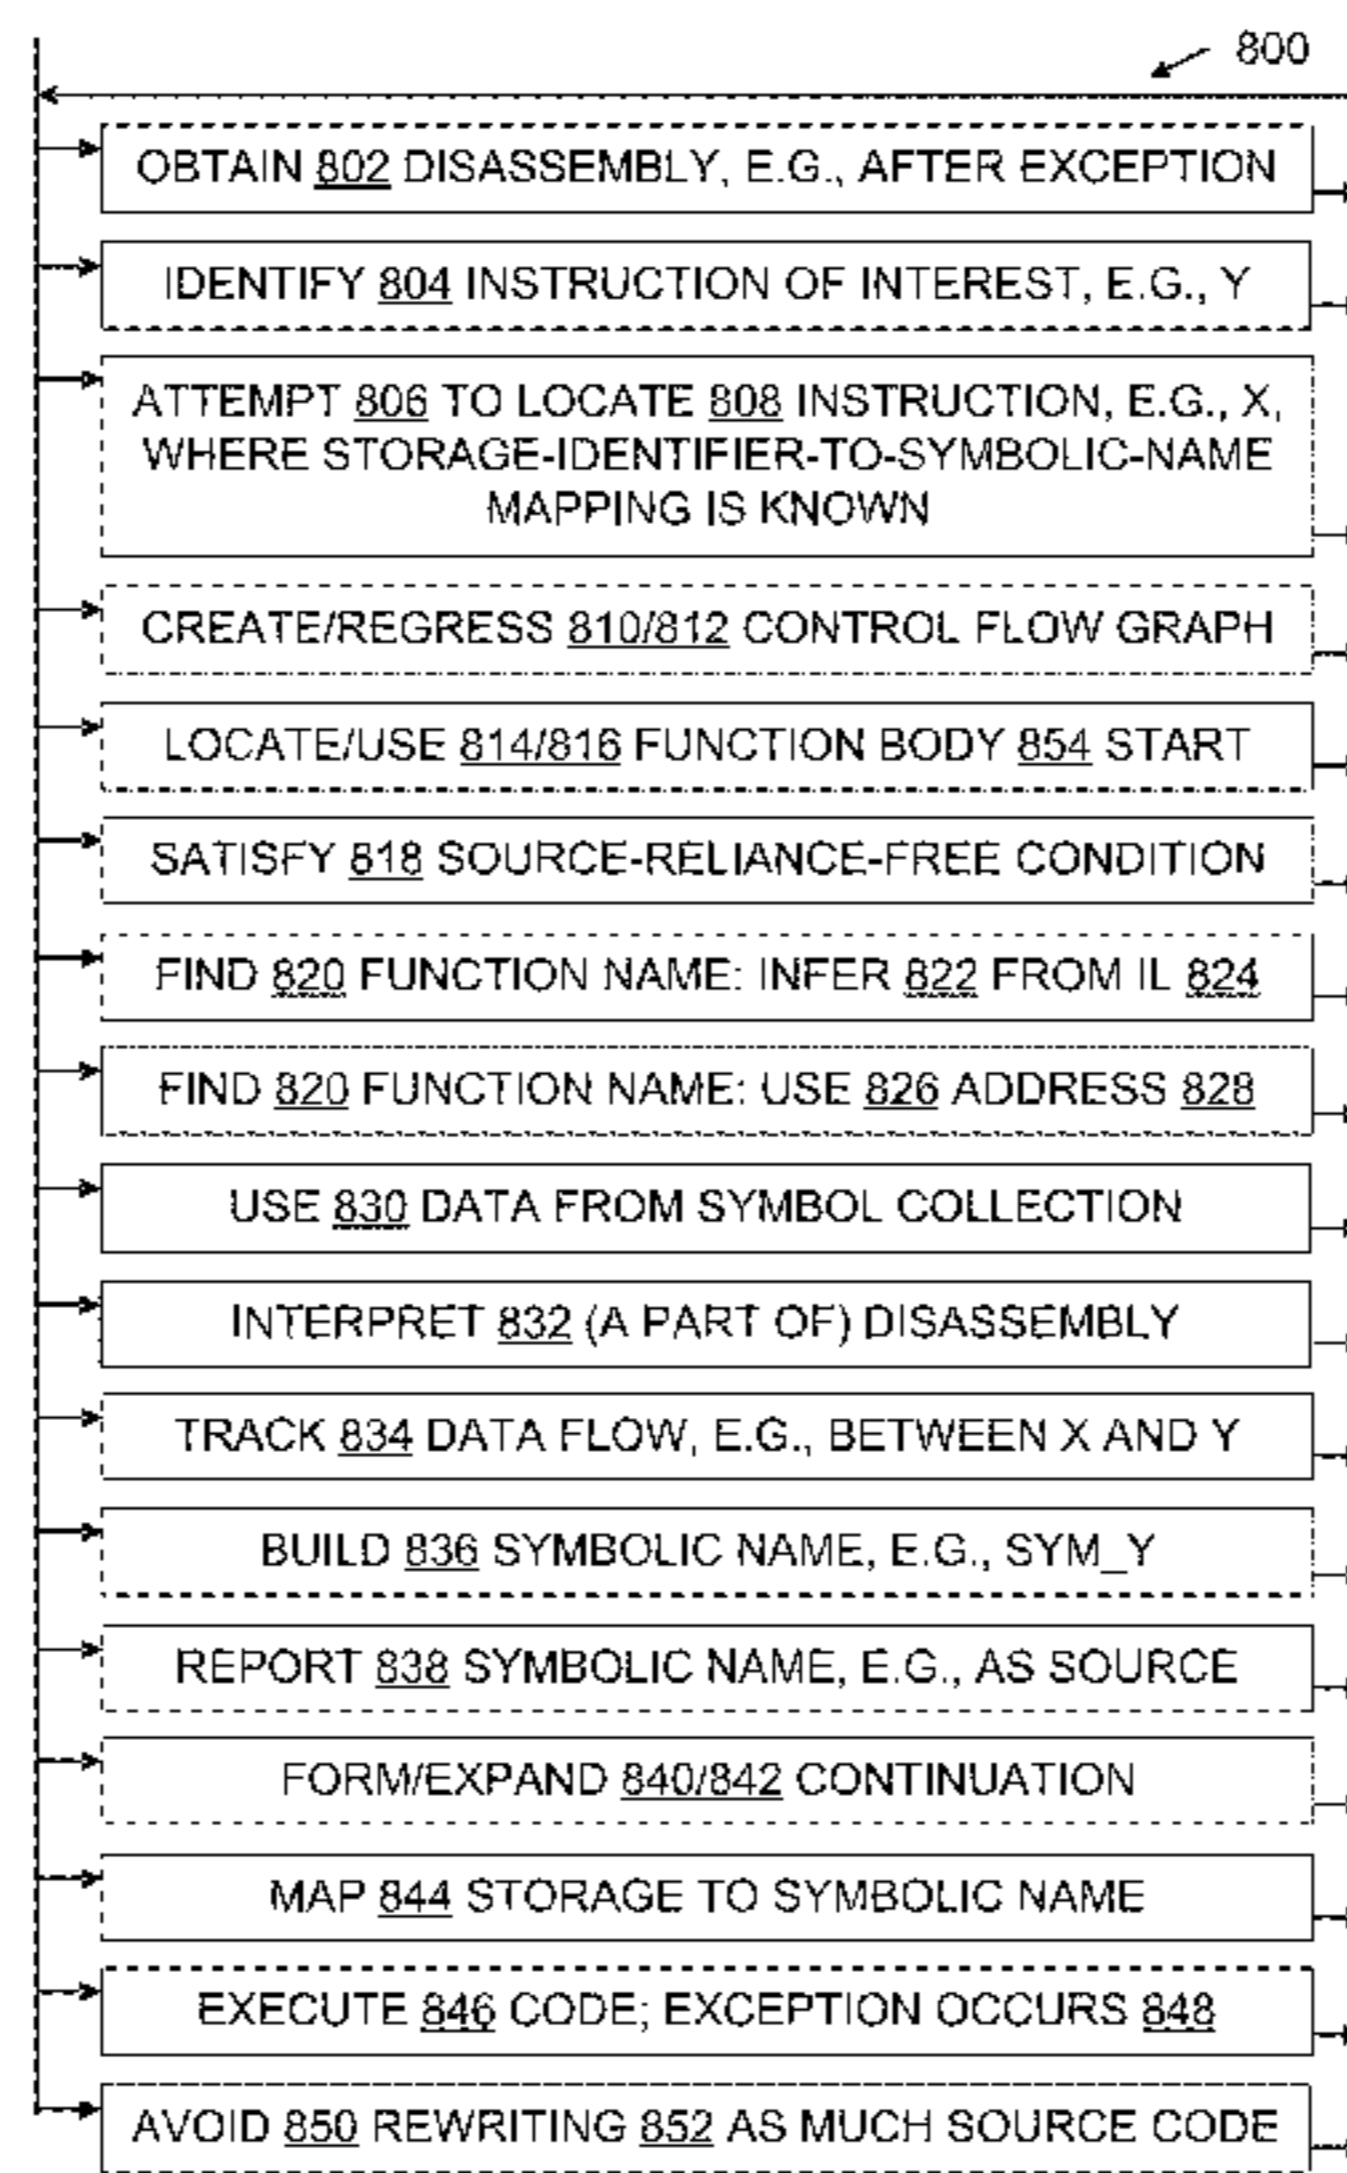 800
OBTAIN 802 DISASSEMBLY, E.G., AFTER EXCEPTION
IDENTIFY 804 INSTRUCTION OF INTEREST, E.G., Y
ATTEMPT 806 TO LOCATE 808 INSTRUCTION, E.G., X,
WHERE STORAGE-IDENTIFIER-TO-SYMBOLIC-NAME
MAPPING IS KNOWN
CREATE/REGRESS 810/812 CONTROL FLOW GRAPH
LOCATE/USE 814/816 FUNCTION BODY 854 START
SATISFY 818 SOURCE-RELIANCE-FREE CONDITION
FIND 820 FUNCTION NAME: INFER 822 FROM IL 824
FIND 820 FUNCTION NAME: USE 826 ADDRESS 828
USE 830 DATA FROM SYMBOL COLLECTION
INTERPRET 832 (A PART OF) DISASSEMBLY
TRACK 834 DATA FLOW, E.G., BETWEEN X AND Y
BUILD 836 SYMBOLIC NAME, E.G., SYM_Y
REPORT 838 SYMBOLIC NAME, E.G., AS SOURCE
FORM/EXPAND 840/842 CONTINUATION
MAP 844 STORAGE TO SYMBOLIC NAME
EXECUTE 846 CODE; EXCEPTION OCCURS 848
AVOID 850 REWRITING 852 AS MUCH SOURCE CODE